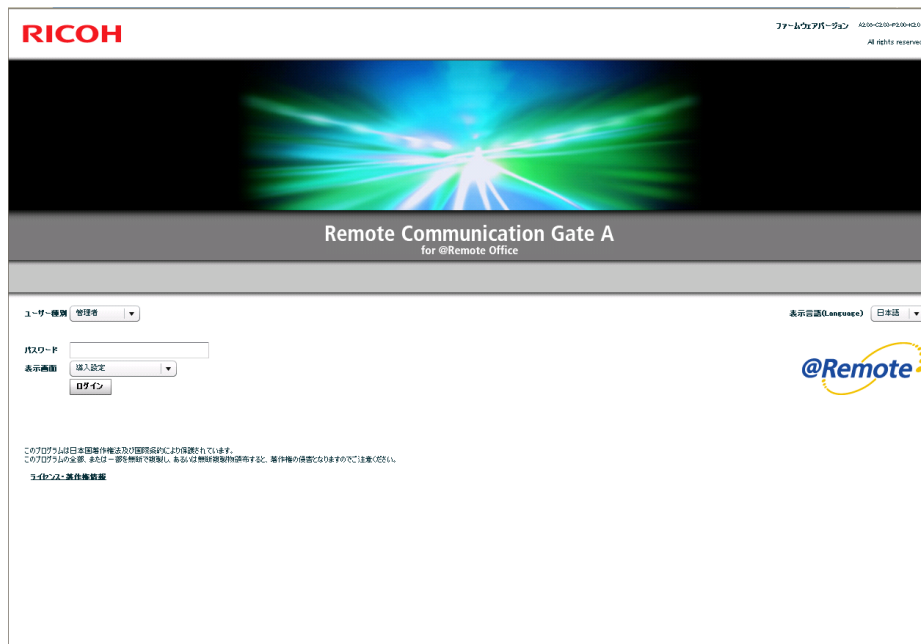 RICOH
ファームウェアバージョン
All rights reserved
Remote Communication Gate A
for @Remote Office
ユーザー種別 管理者
表示言語(Language) 日本語
パスワード
表示画面 導入設定
ログイン
@Remote
このプログラムは日本国著作権法及び国際条約により保護されています。
このプログラムの全部、または一部を無断で複製し、あるいは無断複製物頒布すると、著作権の侵害となりますのでご注意ください。
ライセンス・著作権情報